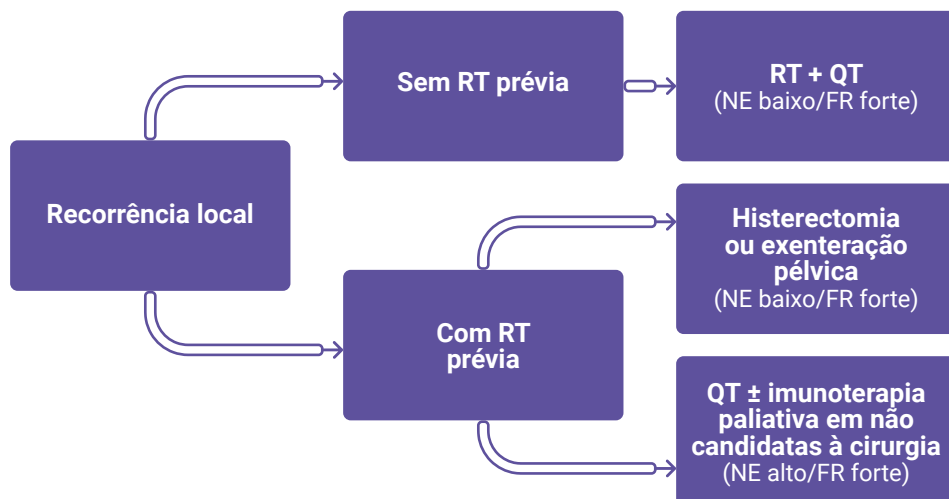 Recorrência local
Sem RT prévia
RT + QT
(NE baixo/FR forte)
Com RT
prévia
Histerectomia
ou exenteração
pélvica
(NE baixo/FR forte)
QT ± imunoterapia
paliativa em não
candidatas à cirurgia
(NE alto/FR forte)